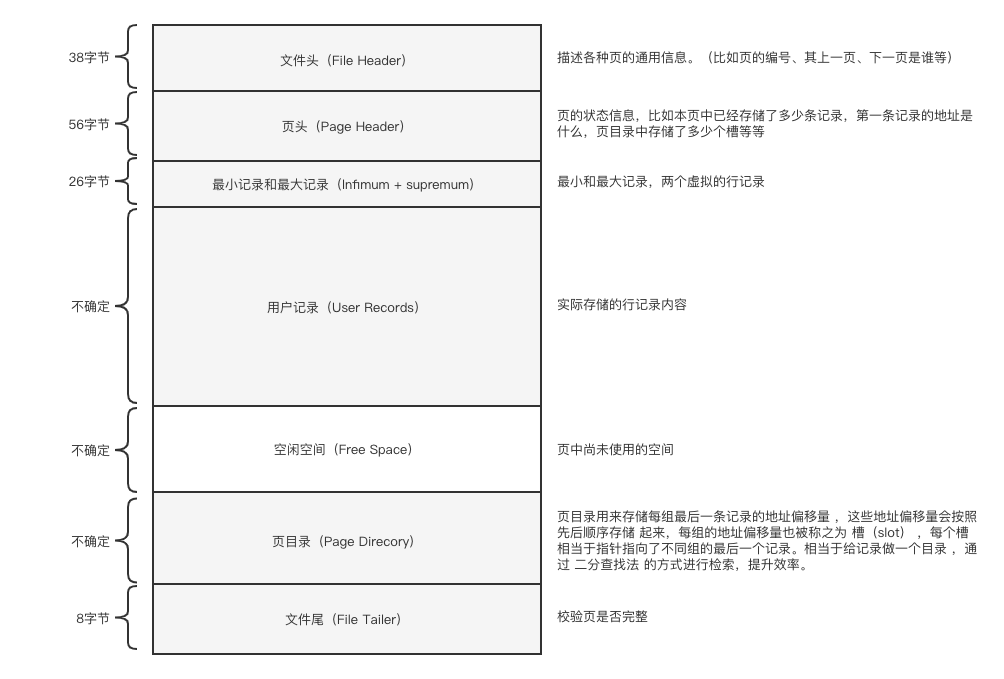 38字节
文件头（File Header）
描述各种页的通用信息。（比如页的编号、其上一页、下一页是谁等）
56字节
页头（Page Header）
页的状态信息，比如本页中已经存储了多少条记录，第一条记录的地址是
什么，页目录中存储了多少个槽等等
26字节
最小记录和最大记录（Infimum + supremum）
最小和最大记录，两个虚拟的行记录
不确定
用户记录（User Records）
实际存储的行记录内容
不确定
空闲空间（Free Space）
页中尚未使用的空间
不确定
页目录（Page Direcory）
页目录用来存储每组最后一条记录的地址偏移量 ，这些地址偏移量会按照
先后顺序存储 起来，每组的地址偏移量也被称之为 槽（slot） ，每个槽
相当于指针指向了不同组的最后一个记录。相当于给记录做一个目录 ，通
过 二分查找法 的方式进行检索，提升效率。
8字节
文件尾（File Tailer）
校验页是否完整